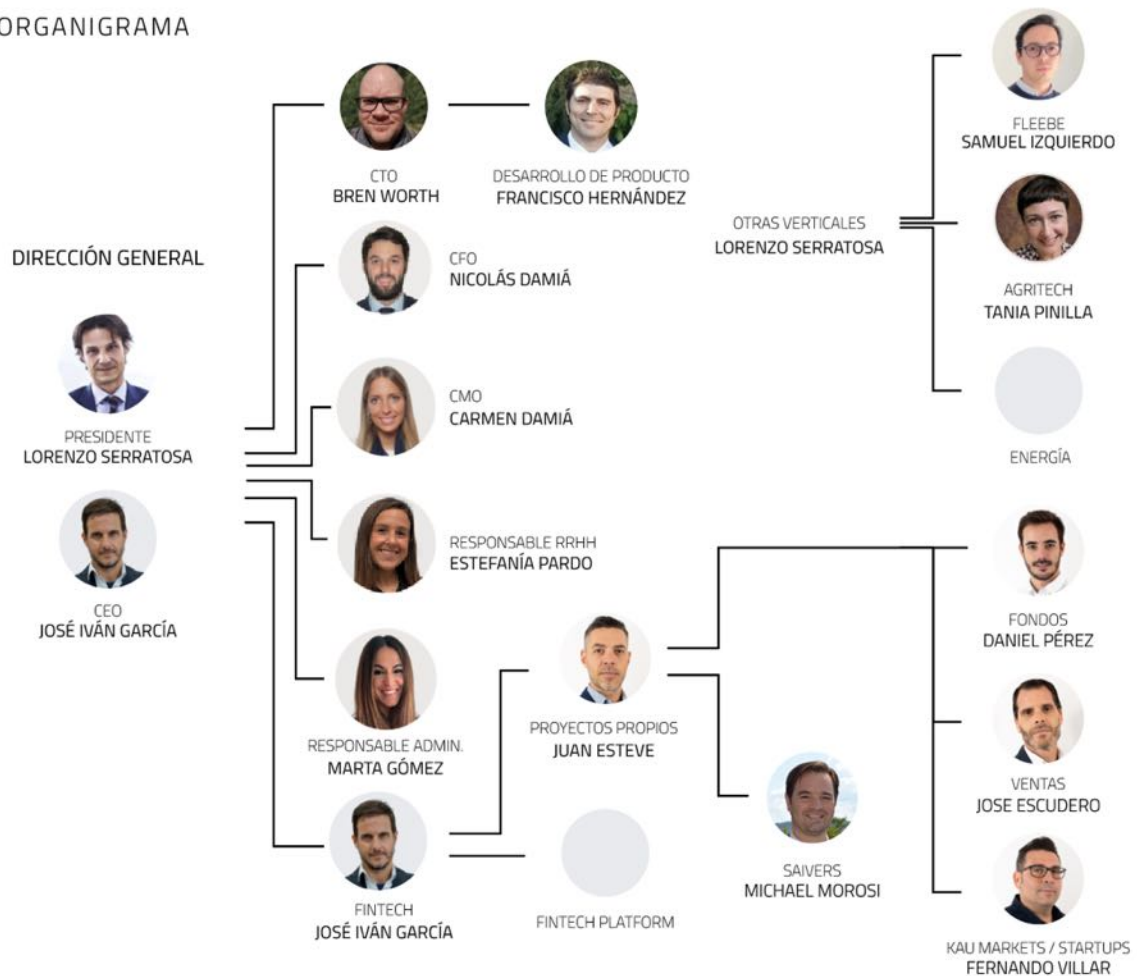 ORGANIGRAMA
CTO
BREN WORTH
DESARROLLO DE PRODUCTO
FRANCISCO HERNÁNDEZ
FLEEBE
SAMUEL IZQUIERDO
OTRAS VERTICALES
LORENZO SERRATOSA
DIRECCIÓN GENERAL
CFO
NICOLÁS DAMIÁ
AGRITECH
TANIA PINILLA
PRESIDENTE
LORENZO SERRATOSA
CMO
CARMEN DAMIÁ
ENERGÍA
CEO
JOSÉ IVÁN GARCÍA
RESPONSABLE RRHH
ESTEFANÍA PARDO
FONDOS
DANIEL PÉREZ
RESPONSABLE ADMIN.
MARTA GÓMEZ
PROYECTOS PROPIOS
JUAN ESTEVE
VENTAS
JOSE ESCUDERO
FINTECH
JOSÉ IVÁN GARCÍA
FINTECH PLATFORM
SAIVERS
MICHAEL MOROSI
KAU MARKETS / STARTUPS
FERNANDO VILLAR